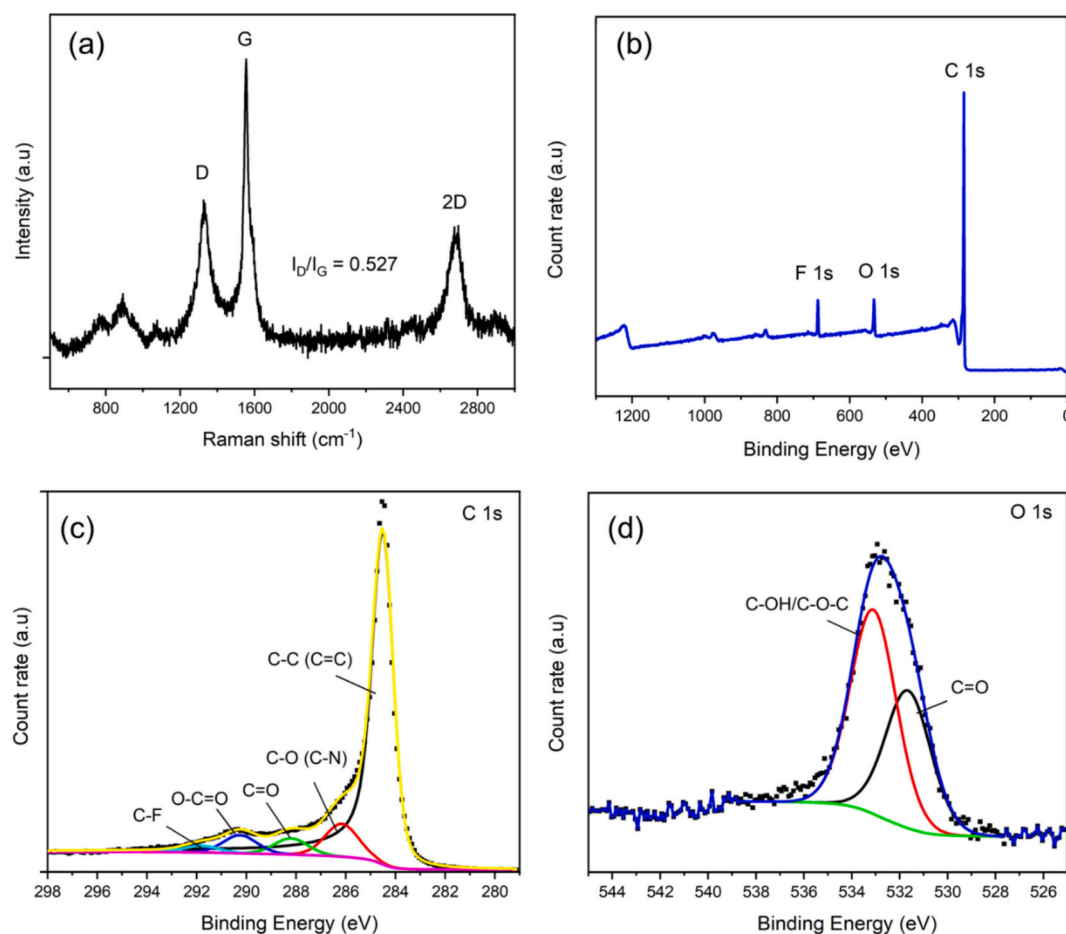 (a)
G
D
2D
I_D/I_G = 0.527
Intensity (a.u)
800 1200 1600 2000 2400 2800
Raman shift (cm⁻¹)
(b)
C 1s
F 1s
O 1s
Count rate (a.u)
1200 1000 800 600 400 200 0
Binding Energy (eV)
(c)
C 1s
C-C (C=C)
C-O (C-N)
C=O
O-C=O
C-F
Count rate (a.u)
298 296 294 292 290 288 286 284 282 280
Binding Energy (eV)
(d)
O 1s
C-OH/C-O-C
C=O
Count rate (a.u)
544 542 540 538 536 534 533 530 528 526
Binding Energy (eV)